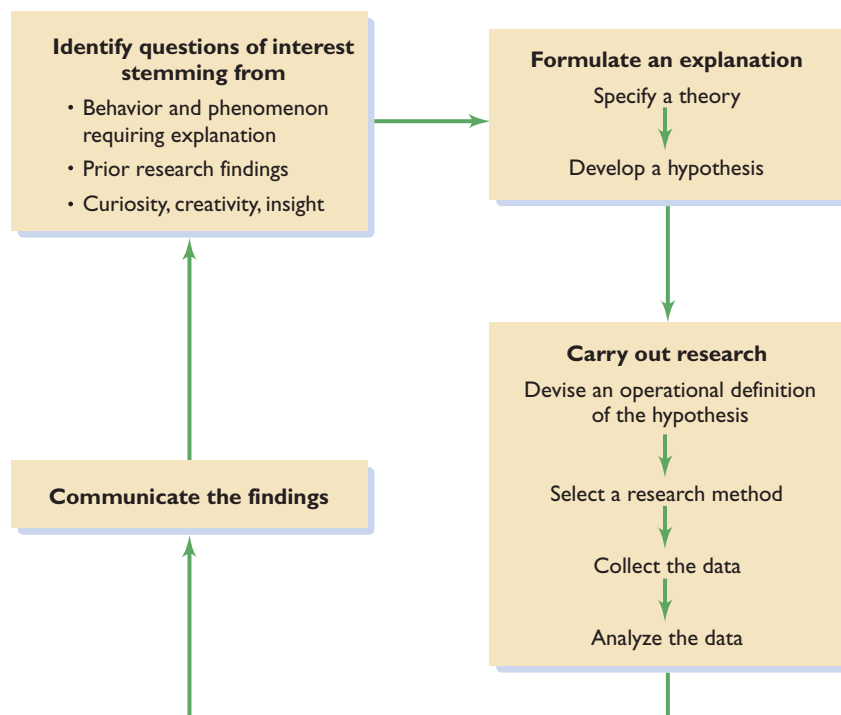 Identify questions of interest
stemming from
• Behavior and phenomenon
requiring explanation
• Prior research findings
• Curiosity, creativity, insight
Formulate an explanation
Specify a theory
Develop a hypothesis
Carry out research
Devise an operational definition
of the hypothesis
Select a research method
Collect the data
Analyze the data
Communicate the findings